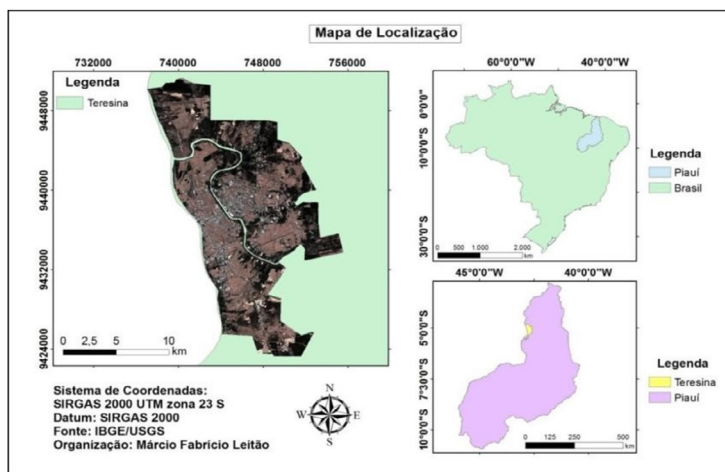 Mapa de Localização
732000 740000 748000 756000
Legenda
Teresina
9448000
9440000
9432000
9424000
0 2,5 5 10
km
Sistema de Coordenadas:
SIRGAS 2000 UTM zona 23 S
Datum: SIRGAS 2000
Fonte: IBGE/USGS
Organização: Márcio Fabrício Leitão
N
W E
S
60°0'0"W 40°0'0"W
0°0'0"
10°0'0"S
30°0'0"S
Legenda
Piauí
Brasil
0 500 1.000 2.000
km
45°0'0"W 40°0'0"W
5°0'0"S
7°30'0"S
10°0'0"S
Legenda
Teresina
Piauí
0 125 250 500
km